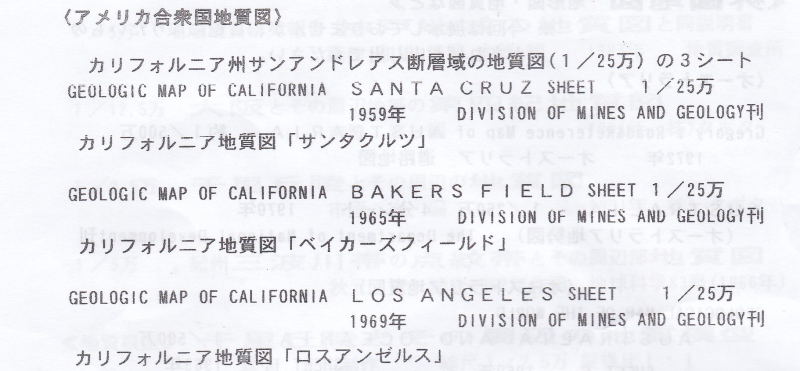 〈アメリカ合衆国地質図〉
カリフォルニア州サンアンドレアス断層域の地質図(1/25万)の3シート
GEOLOGIC MAP OF CALIFORNIA SANTA CRUZ SHEET 1/25万
1959年 DIVISION OF MINES AND GEOLOGY刊
カリフォルニア地質図「サンタクルツ」
GEOLOGIC MAP OF CALIFORNIA BAKERS FIELD SHEET 1/25万
1965年 DIVISION OF MINES AND GEOLOGY刊
カリフォルニア地質図「ベイカーズフィールド」
GEOLOGIC MAP OF CALIFORNIA LOS ANGELES SHEET 1/25万
1969年 DIVISION OF MINES AND GEOLOGY刊
カリフォルニア地質図「ロスアンゼルス」